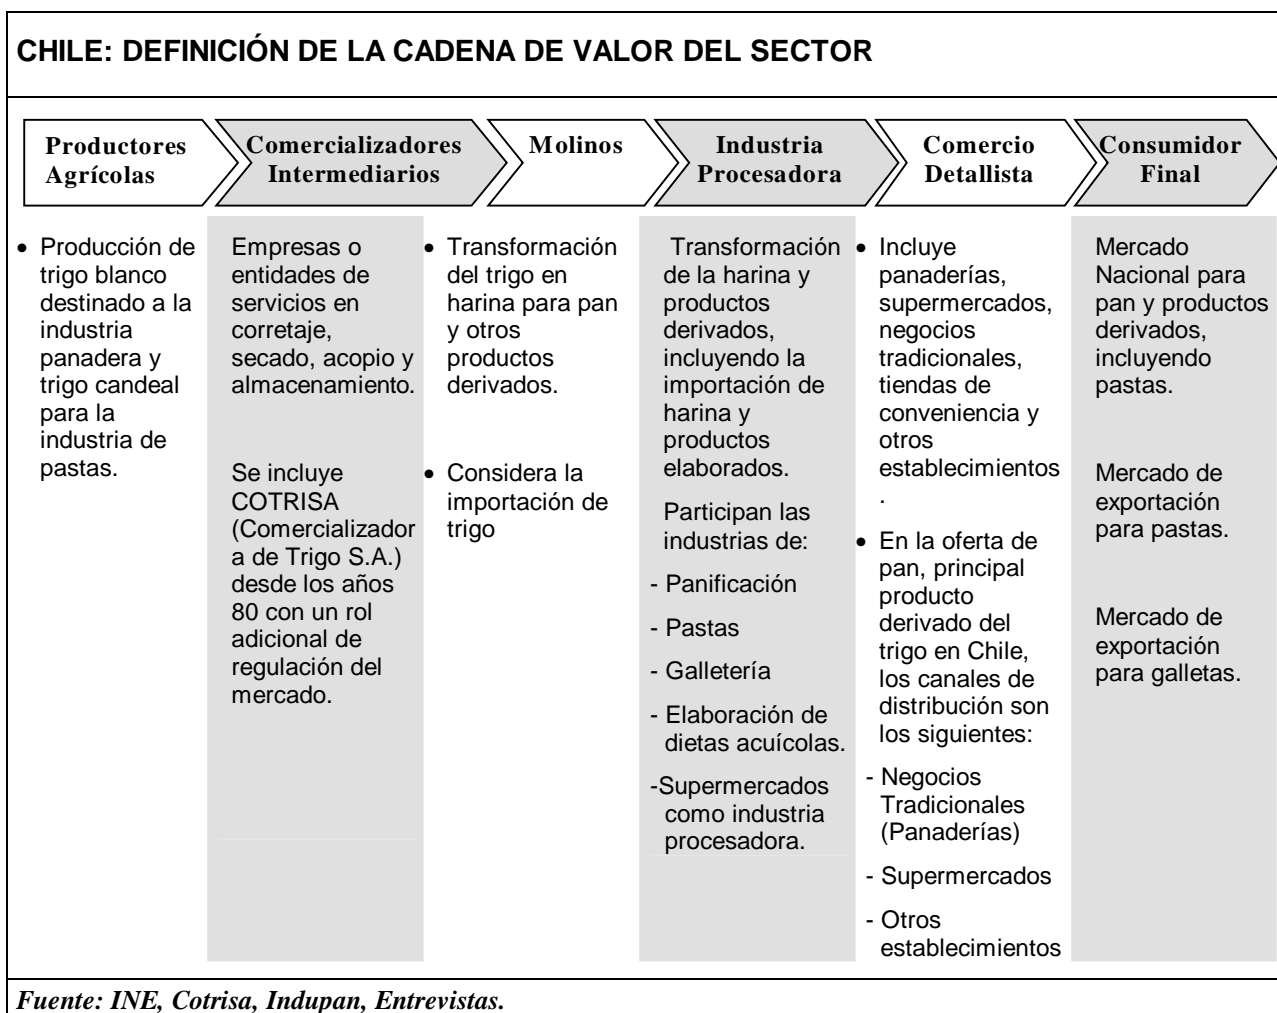 CHILE: DEFINICIÓN DE LA CADENA DE VALOR DEL SECTOR
Productores
Agrícolas
Comercializadores
Intermediarios
Molinos
Industria
Procesadora
Comercio
Detallista
Consumidor
Final
• Producción de
trigo blanco
destinado a la
industria
panadera y
trigo candeal
para la
industria de
pastas.
Empresas o
entidades de
servicios en
corretaje,
secado, acopio y
almacenamiento.
Se incluye
COTRISA
(Comercializador
a de Trigo S.A.)
desde los años
80 con un rol
adicional de
regulación del
mercado.
• Transformación
del trigo en
harina para pan
y otros
productos
derivados.
• Considera la
importación de
trigo
Transformación
de la harina y
productos
derivados,
incluyendo la
importación de
harina y
productos
elaborados.
Participan las
industrias de:
- Panificación
- Pastas
- Galletería
- Elaboración de
dietas acuícolas.
-Supermercados
como industria
procesadora.
• Incluye
panaderías,
supermercados,
negocios
tradicionales,
tiendas de
conveniencia y
otros
establecimientos
.
• En la oferta de
pan, principal
producto
derivado del
trigo en Chile,
los canales de
distribución son
los siguientes:
- Negocios
Tradicionales
(Panaderías)
- Supermercados
- Otros
establecimientos
Mercado
Nacional para
pan y productos
derivados,
incluyendo
pastas.
Mercado de
exportación
para pastas.
Mercado de
exportación
para galletas.
Fuente: INE, Cotrisa, Indupan, Entrevistas.